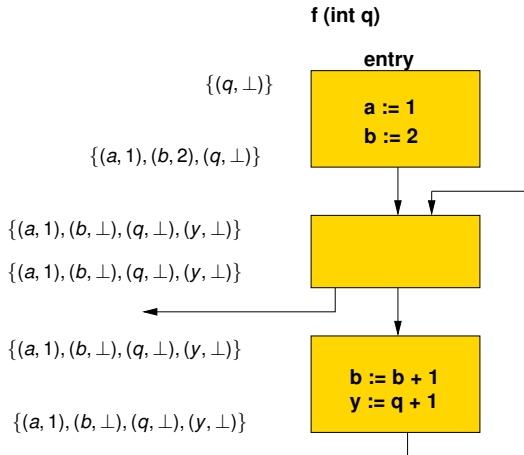 f (int q)
entry
{(q, ⊥)}
a := 1
b := 2
{(a, 1), (b, 2), (q, ⊥)}
{(a, 1), (b, ⊥), (q, ⊥), (y, ⊥)}
{(a, 1), (b, ⊥), (q, ⊥), (y, ⊥)}
{(a, 1), (b, ⊥), (q, ⊥), (y, ⊥)}
b := b + 1
y := q + 1
{(a, 1), (b, ⊥), (q, ⊥), (y, ⊥)}